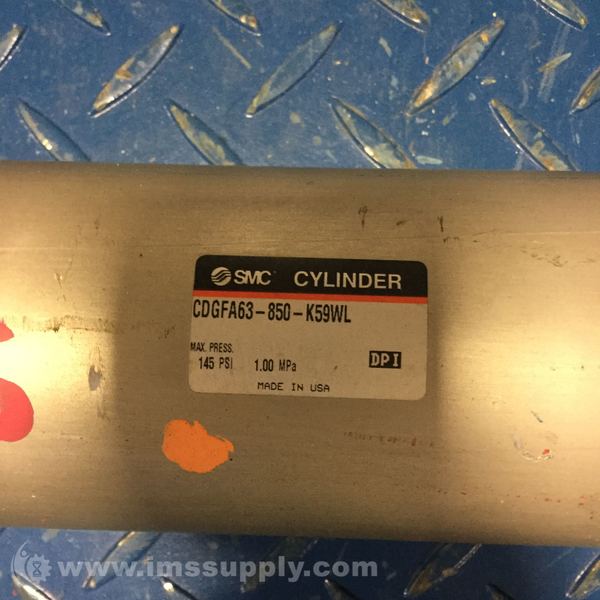 SMC CYLINDER
CDGFA63-850-K59WL
MAX. PRESS.
145 PSI 1.00 MPa
DPI
MADE IN USA
www.imssupply.com